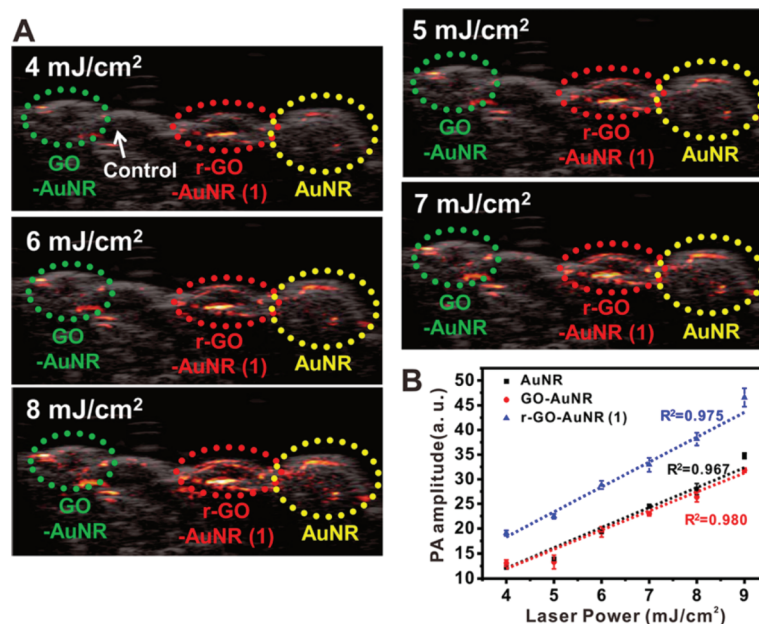 A
4 mJ/cm²
GO
-AuNR
Control
r-GO
-AuNR (1)
AuNR
5 mJ/cm²
GO
-AuNR
r-GO
-AuNR (1)
AuNR
6 mJ/cm²
GO
-AuNR
r-GO
-AuNR (1)
AuNR
7 mJ/cm²
GO
-AuNR
r-GO
-AuNR (1)
AuNR
8 mJ/cm²
GO
-AuNR
r-GO
-AuNR (1)
AuNR
B
AuNR
GO-AuNR
r-GO-AuNR (1)
R²=0.975
R²=0.967
R²=0.980
PA amplitude(a. u.)
50
45
40
35
30
25
20
15
10
4 5 6 7 8 9
Laser Power (mJ/cm²)